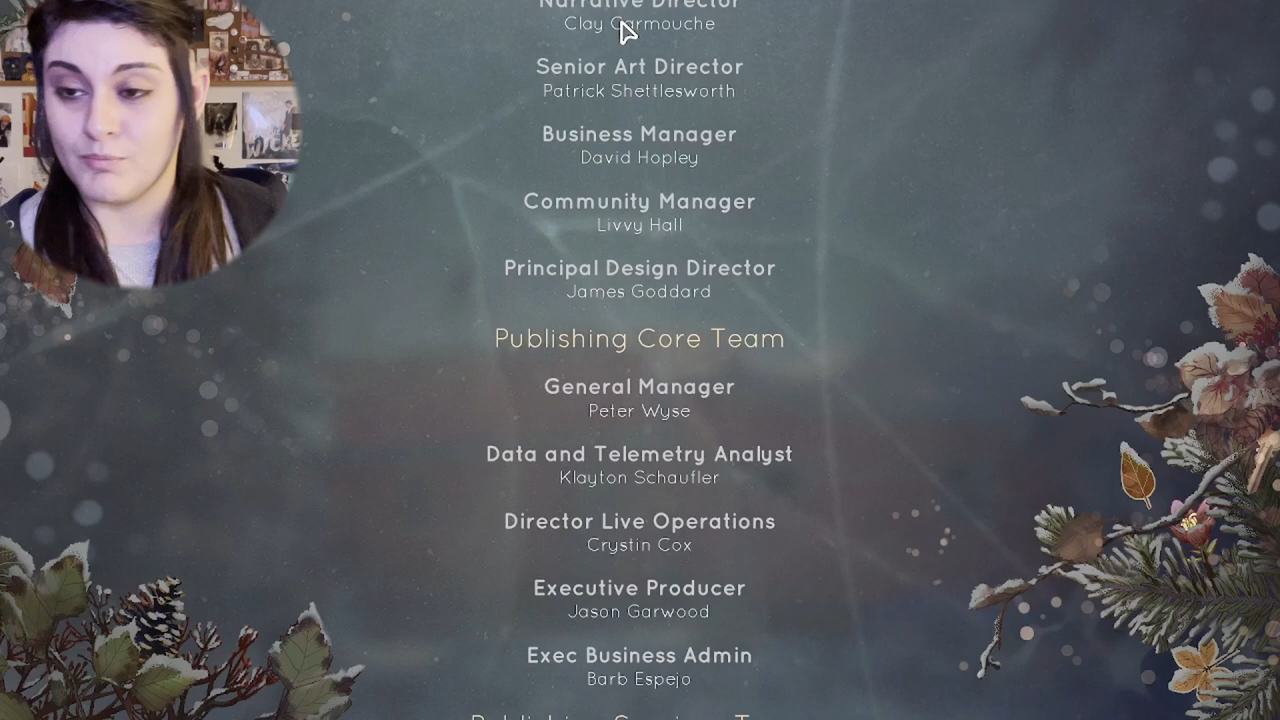 Narrative Director
Clay Carmouche
Senior Art Director
Patrick Shettlesworth
Business Manager
David Hopley
Community Manager
Livvy Hall
Principal Design Director
James Goddard
Publishing Core Team
General Manager
Peter Wyse
Data and Telemetry Analyst
Klayton Schaufler
Director Live Operations
Crystin Cox
Executive Producer
Jason Garwood
Exec Business Admin
Barb Espejo